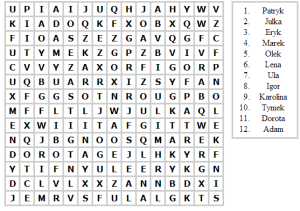 U P I A I J U Q H J A H Y W V
K I A D O Q K F X O B X Q W Z
F I O A S Z E Z G A V Q G F C
U T Y M E K Z G P Z B V I V F
C V V Y Z A X O R F I G O R P
U Q B U A R R X I Z S Y F A N
X F G G S O T N R O U G P B O
M F F L T L J W J U L K A Q L
E X W I I I T A F G I T T W E
N Q J B G N O O S Q M A R E K
D O R O T A G E J L H K Y R F
Y T I F N Y U L E E R Y K G N
D C L V L X X Z A N N B D X I
J E M R V S F U L A L G K T S
1. Patryk
2. Julka
3. Eryk
4. Marek
5. Olek
6. Lena
7. Ula
8. Igor
9. Karolina
10. Tymek
11. Dorota
12. Adam